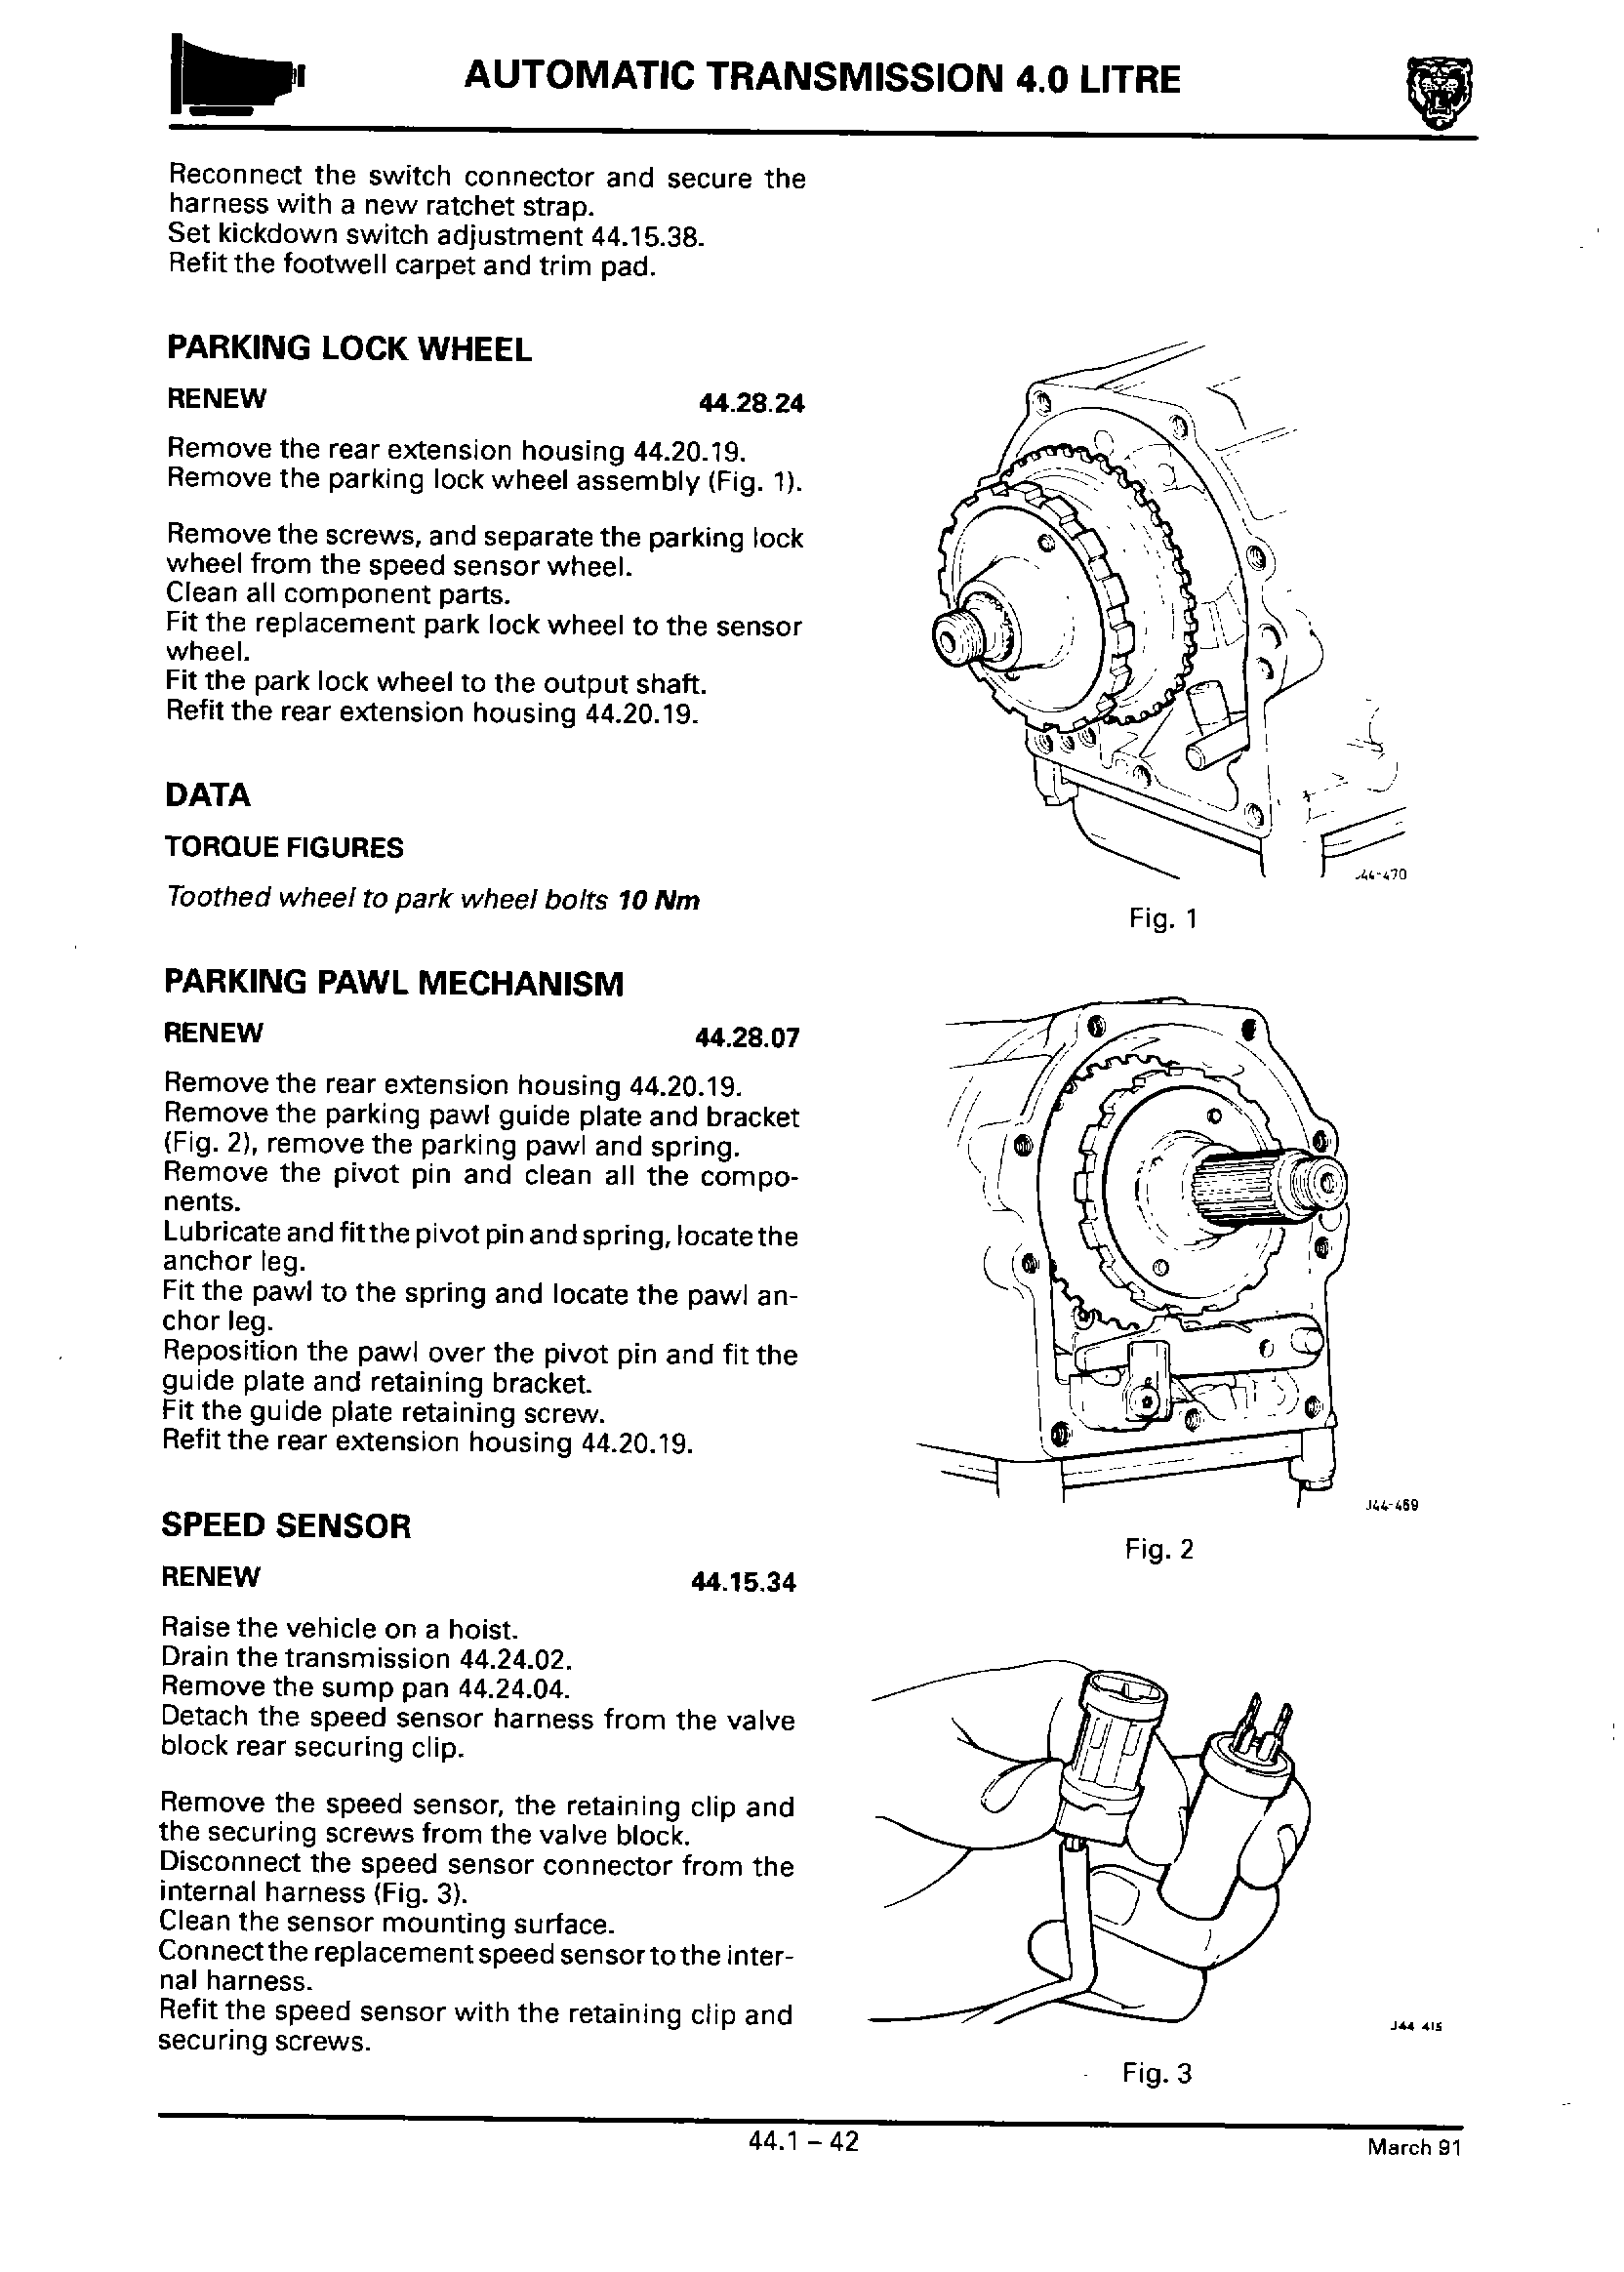 AUTOMATIC TRANSMISSION 4.0 LITRE
Reconnect the switch connector and secure the
harness with a new ratchet strap.
Set kickdown switch adjustment 44.15.38.
Refit the footwell carpet and trim pad.
PARKING LOCK WHEEL
RENEW 44.28.24
Remove the rear extension housing 44.20.19.
Remove the parking lock wheel assembly (Fig. 1).
Remove the screws, and separate the parking lock
wheel from the speed sensor wheel.
Clean all component parts.
Fit the replacement park lock wheel to the sensor
wheel.
Fit the park lock wheel to the output shaft.
Refit the rear extension housing 44.20.19.
DATA
TORQUE FIGURES
Toothed wheel to park wheel bolts 10 Nm
J44-470
Fig. 1
PARKING PAWL MECHANISM
RENEW 44.28.07
Remove the rear extension housing 44.20.19.
Remove the parking pawl guide plate and bracket
(Fig. 2), remove the parking pawl and spring.
Remove the pivot pin and clean all the compo-
nents.
Lubricate and fit the pivot pin and spring, locate the
anchor leg.
Fit the pawl to the spring and locate the pawl an-
chor leg.
Reposition the pawl over the pivot pin and fit the
guide plate and retaining bracket.
Fit the guide plate retaining screw.
Refit the rear extension housing 44.20.19.
J44-469
Fig. 2
SPEED SENSOR
RENEW 44.15.34
Raise the vehicle on a hoist.
Drain the transmission 44.24.02.
Remove the sump pan 44.24.04.
Detach the speed sensor harness from the valve
block rear securing clip.
Remove the speed sensor, the retaining clip and
the securing screws from the valve block.
Disconnect the speed sensor connector from the
internal harness (Fig. 3).
Clean the sensor mounting surface.
Connect the replacement speed sensor to the inter-
nal harness.
Refit the speed sensor with the retaining clip and
securing screws.
J44 415
Fig. 3
44.1 – 42
March 91